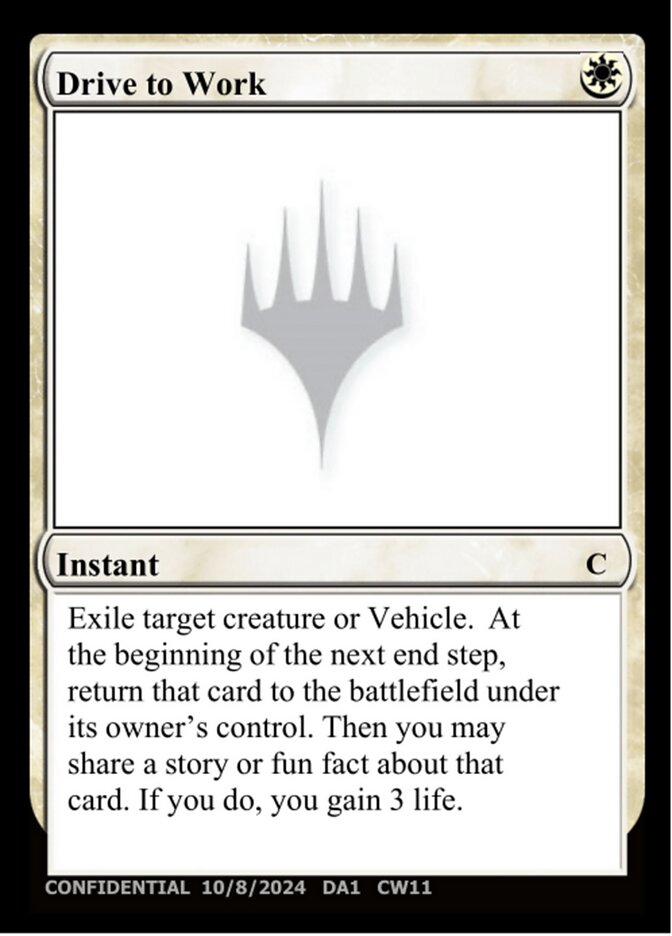 Drive to Work
Instant C
Exile target creature or Vehicle. At
the beginning of the next end step,
return that card to the battlefield under
its owner’s control. Then you may
share a story or fun fact about that
card. If you do, you gain 3 life.
CONFIDENTIAL 10/8/2024 DA1 CW11